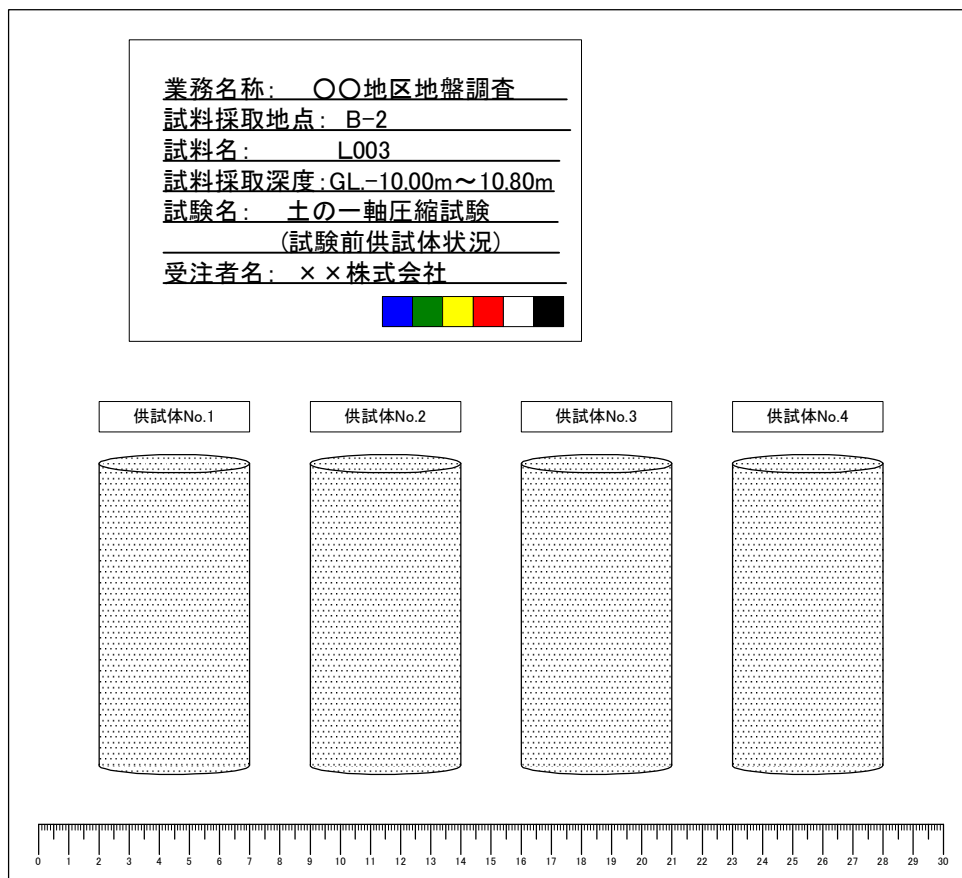 業務名称： 〇〇地区地盤調査
試料採取地点： B-2
試料名： L003
試料採取深度：GL.-10.00m～10.80m
試験名： 土の一軸圧縮試験
(試験前供試体状況)
受注者名： ××株式会社
供試体No.1 供試体No.2 供試体No.3 供試体No.4
0 1 2 3 4 5 6 7 8 9 10 11 12 13 14 15 16 17 18 19 20 21 22 23 24 25 26 27 28 29 30